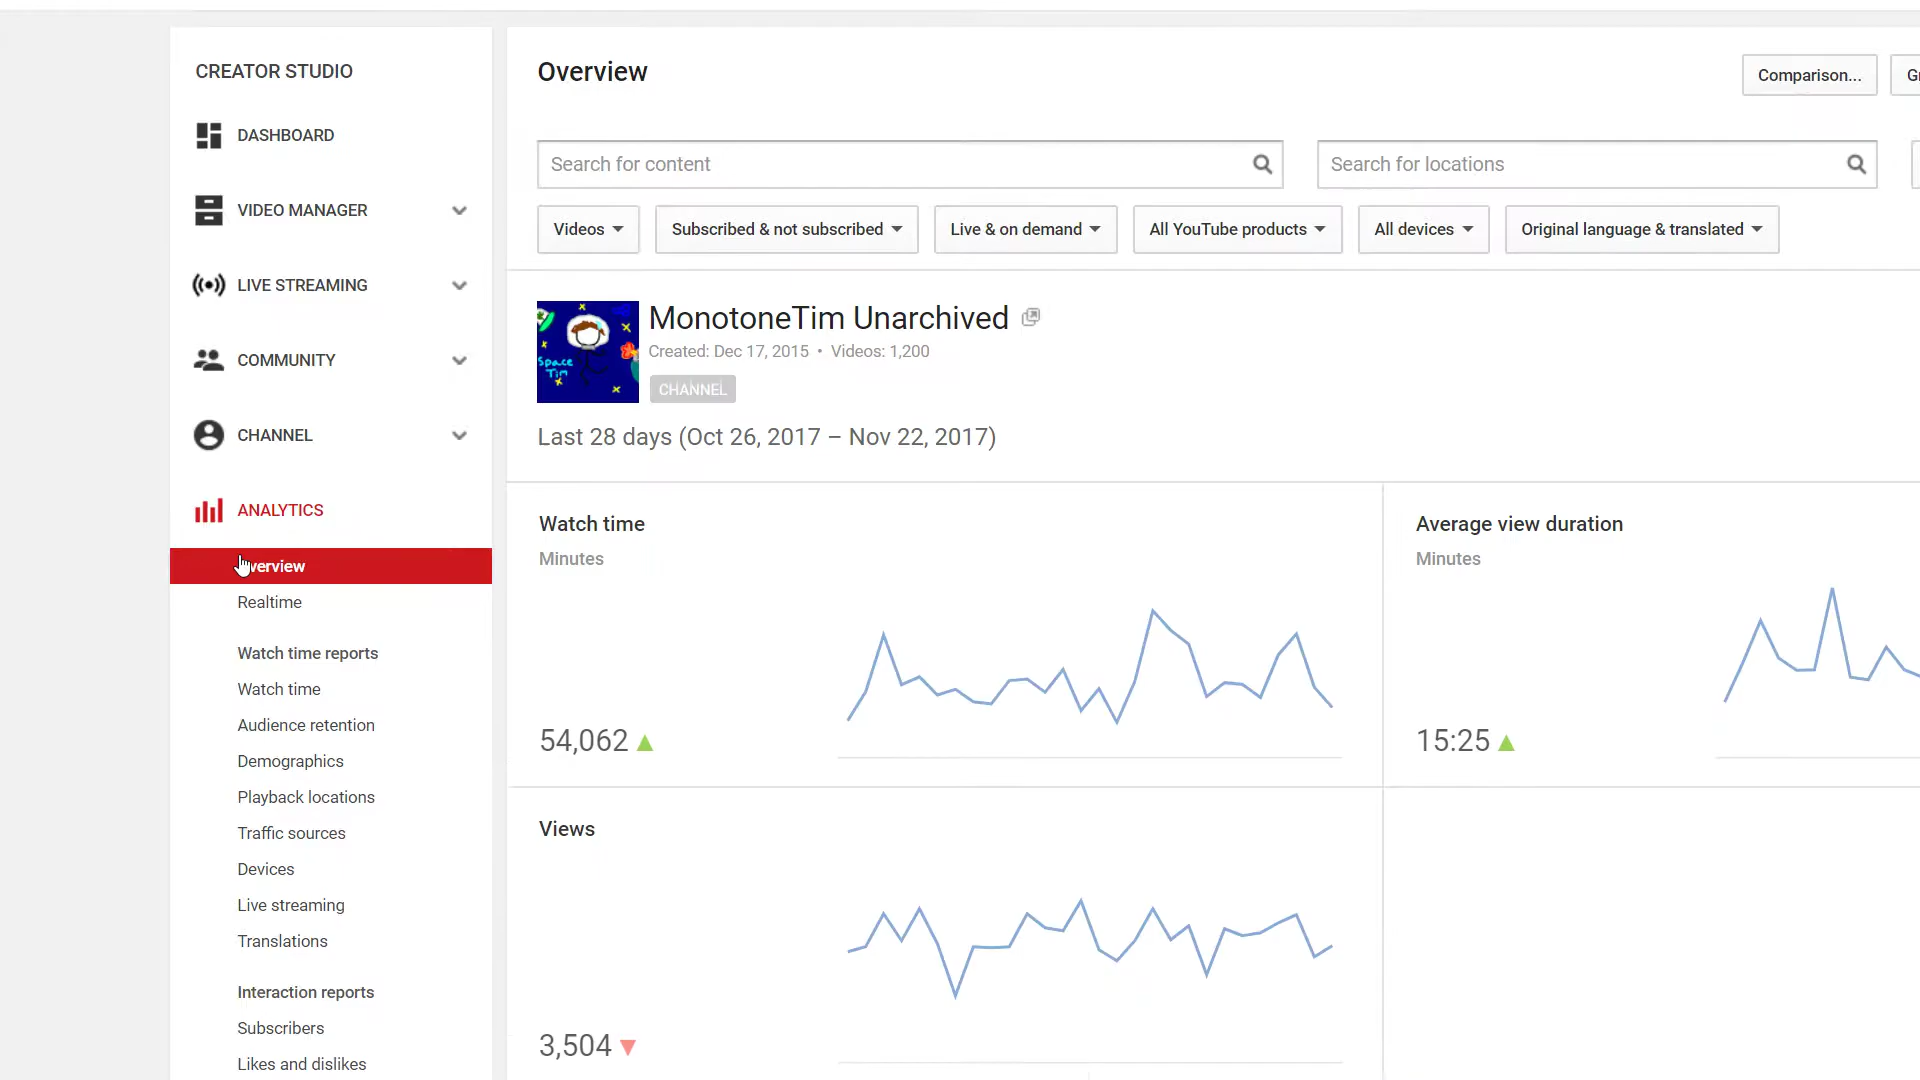 CREATOR STUDIO
DASHBOARD
VIDEO MANAGER
LIVE STREAMING
COMMUNITY
CHANNEL
ANALYTICS
verview
Realtime
Watch time reports
Watch time
Audience retention
Demographics
Playback locations
Traffic sources
Devices
Live streaming
Translations
Interaction reports
Subscribers
Likes and dislikes
Overview
Comparison...
Search for content
Search for locations
Videos
Subscribed & not subscribed
Live & on demand
All YouTube products
All devices
Original language & translated
Space
Tim
MonotoneTim Unarchived
Created: Dec 17, 2015 • Videos: 1,200
CHANNEL
Last 28 days (Oct 26, 2017 – Nov 22, 2017)
Watch time
Minutes
54,062
Average view duration
Minutes
15:25
Views
3,504